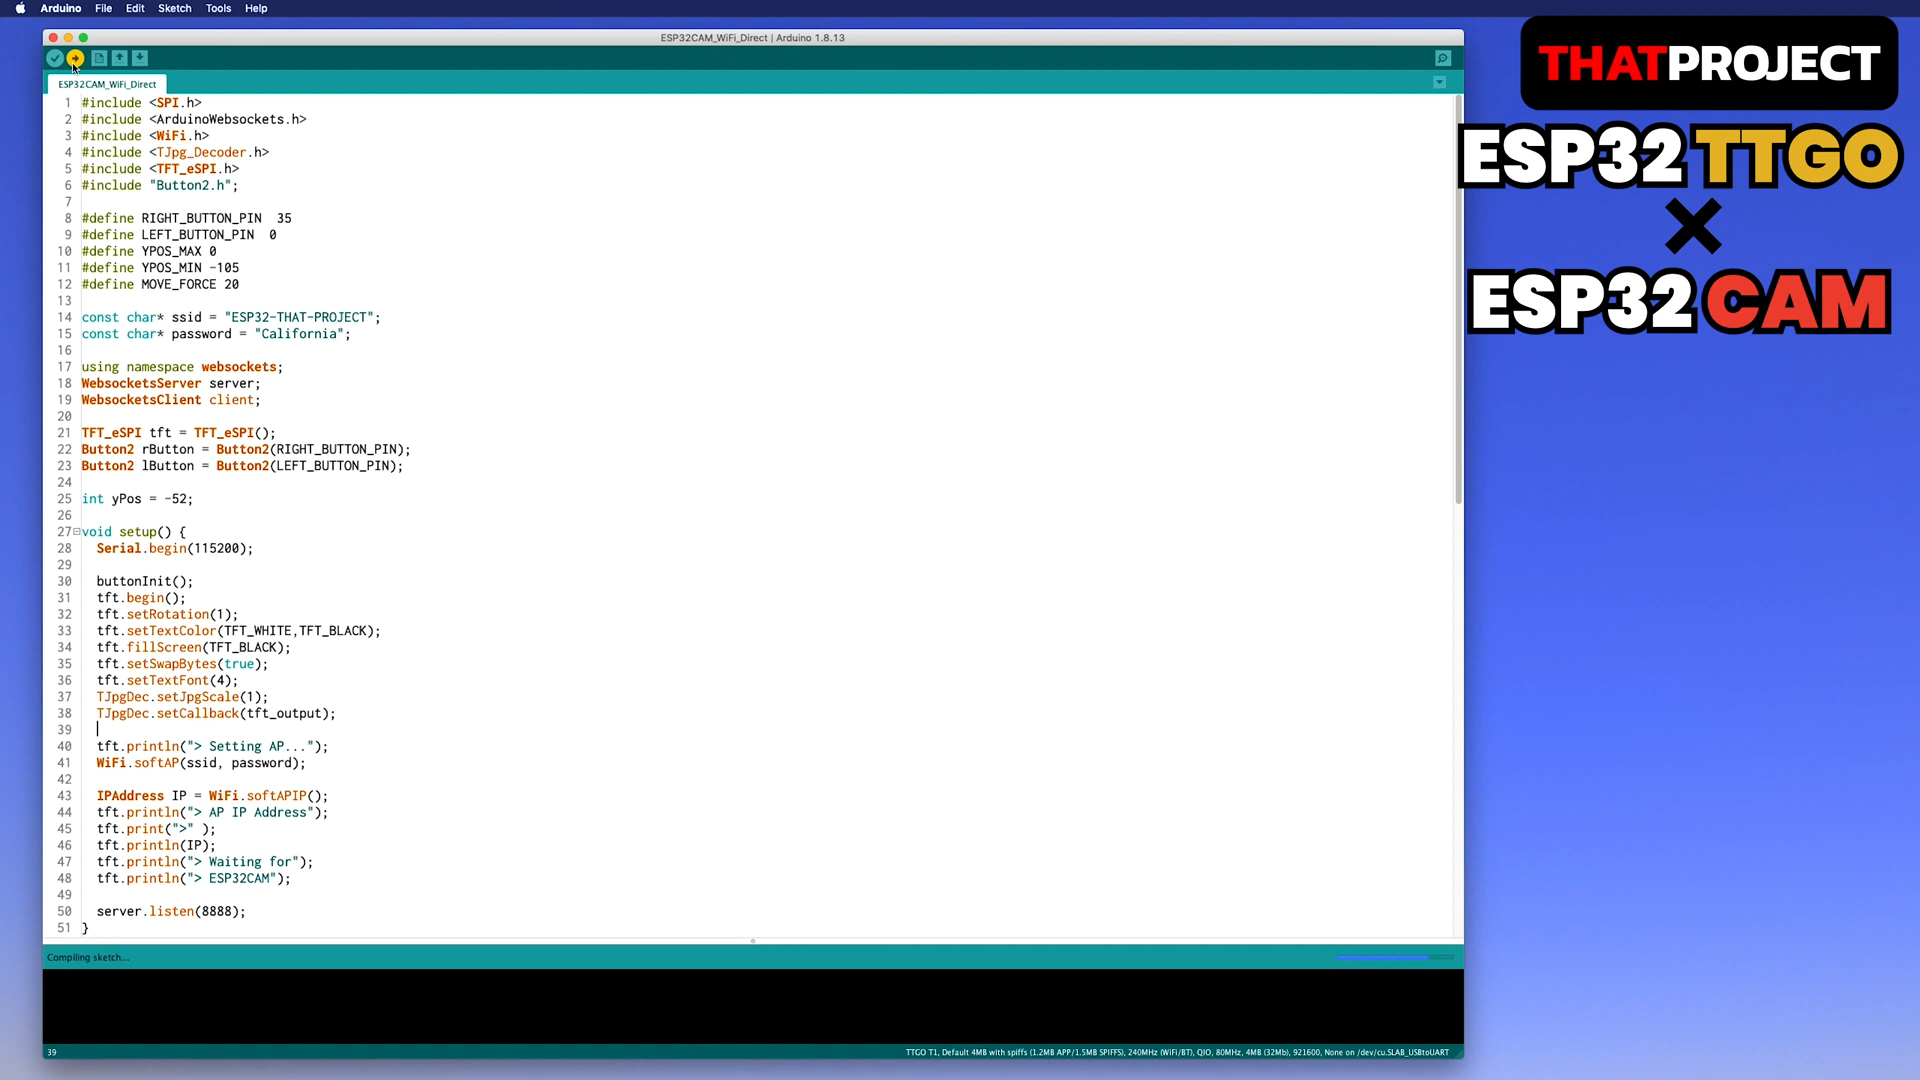 Arduino File Edit Sketch Tools Help
ESP32CAM_WiFi_Direct | Arduino 1.8.13
ESP32CAM_WiFi_Direct
1 #include <SPI.h>
2 #include <ArduinoWebsockets.h>
3 #include <WiFi.h>
4 #include <TJpg_Decoder.h>
5 #include <TFT_eSPI.h>
6 #include "Button2.h";
7
8 #define RIGHT_BUTTON_PIN  35
9 #define LEFT_BUTTON_PIN  0
10 #define YPOS_MAX 0
11 #define YPOS_MIN -105
12 #define MOVE_FORCE 20
13
14 const char* ssid = "ESP32-THAT-PROJECT";
15 const char* password = "California";
16
17 using namespace websockets;
18 WebsocketsServer server;
19 WebsocketsClient client;
20
21 TFT_eSPI tft = TFT_eSPI();
22 Button2 rButton = Button2(RIGHT_BUTTON_PIN);
23 Button2 lButton = Button2(LEFT_BUTTON_PIN);
24
25 int yPos = -52;
26
27 void setup() {
28 Serial.begin(115200);
29
30 buttonInit();
31 tft.begin();
32 tft.setRotation(1);
33 tft.setTextColor(TFT_WHITE,TFT_BLACK);
34 tft.fillScreen(TFT_BLACK);
35 tft.setSwapBytes(true);
36 tft.setTextFont(4);
37 TJpgDec.setJpgScale(1);
38 TJpgDec.setCallback(tft_output);
39
40 tft.println("> Setting AP...");
41 WiFi.softAP(ssid, password);
42
43 IPAddress IP = WiFi.softAPIP();
44 tft.println("> AP IP Address");
45 tft.print(">" );
46 tft.println(IP);
47 tft.println("> Waiting for");
48 tft.println("> ESP32CAM");
49
50 server.listen(8888);
51 }
Compiling sketch...
39
TTGO T1, Default 4MB with spiffs (1.2MB APP/1.5MB SPIFFS), 240MHz (WiFi/BT), QIO, 80MHz, 4MB (32Mb), 921600, None on /dev/cu.SLAB_USBtoUART
THATPROJECT
ESP32 TTGO
×
ESP32 CAM